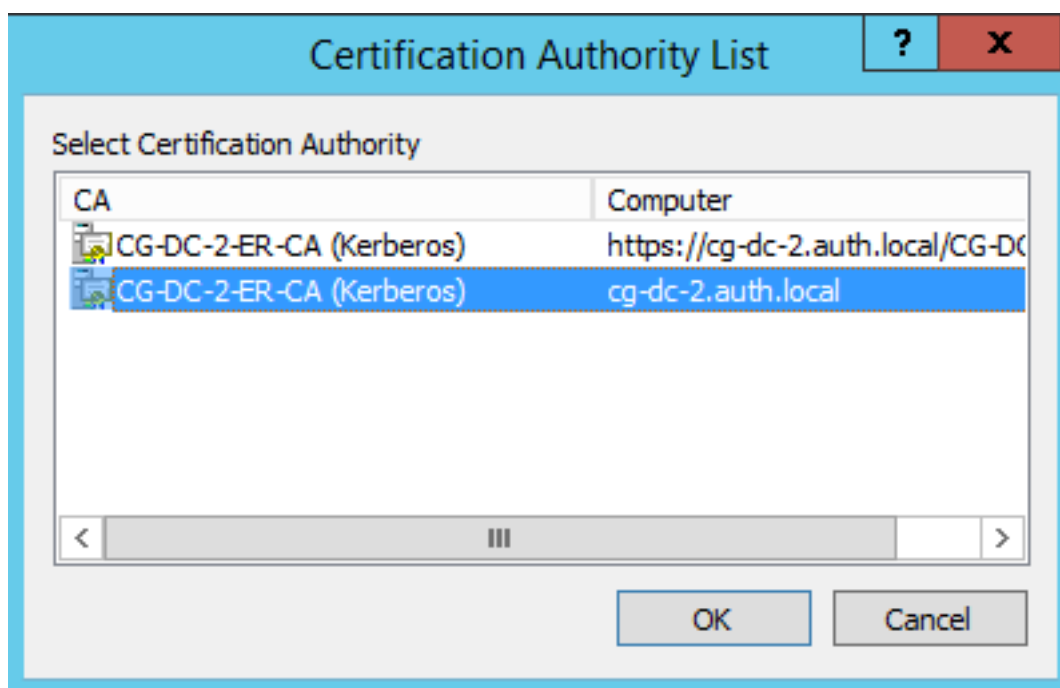 Certification Authority List ? x
Select Certification Authority
CA Computer
CG-DC-2-ER-CA (Kerberos) https://cg-dc-2.auth.local/CG-DC
CG-DC-2-ER-CA (Kerberos) cg-dc-2.auth.local
OK Cancel